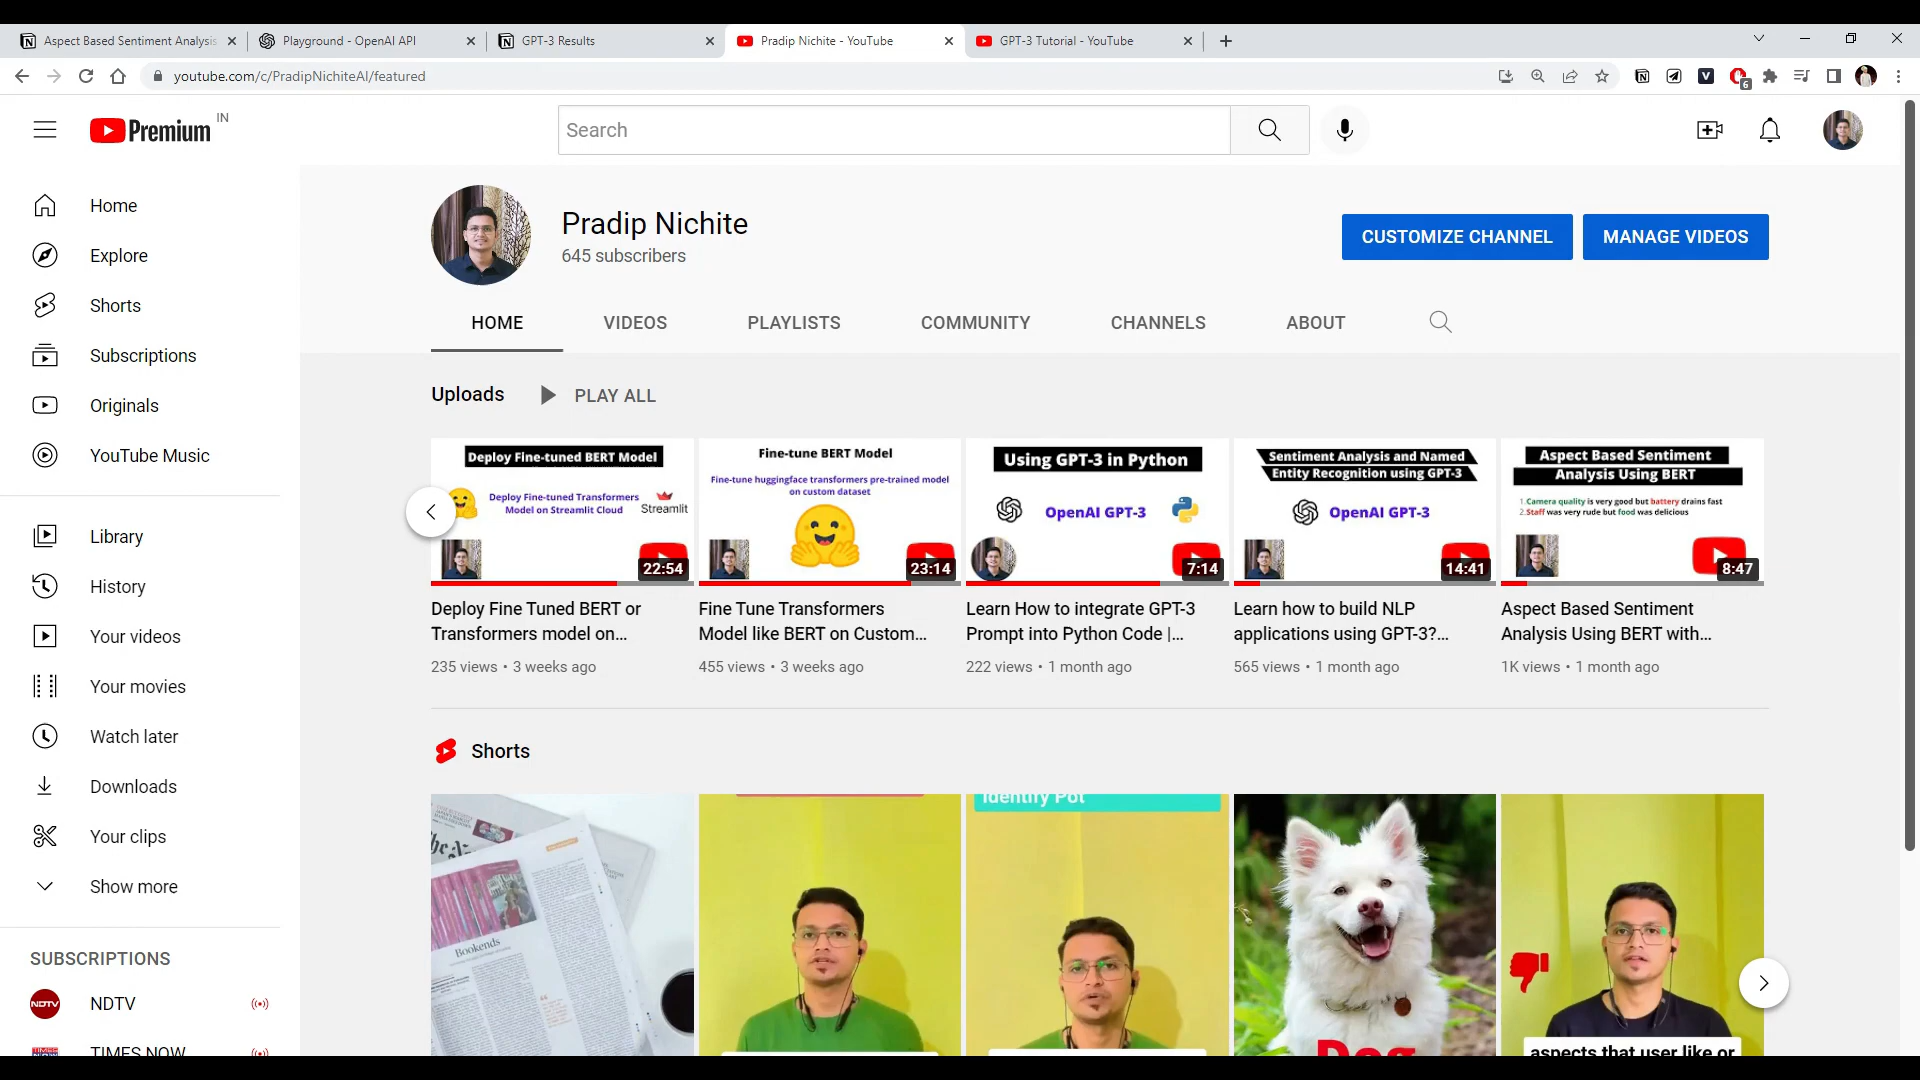 Aspect Based Sentiment Analysis
Playground - OpenAI API
GPT-3 Results
Pradip Nichite - YouTube
GPT-3 Tutorial - YouTube
youtube.com/c/PradipNichiteAI/featured
V
6
Premium
IN
Search
Home
Explore
Shorts
Subscriptions
Originals
YouTube Music
Library
History
Your videos
Your movies
Watch later
Downloads
Your clips
Show more
SUBSCRIPTIONS
NDTV
NDTV
TIMES NOW
Pradip Nichite
645 subscribers
CUSTOMIZE CHANNEL
MANAGE VIDEOS
HOME
VIDEOS
PLAYLISTS
COMMUNITY
CHANNELS
ABOUT
Uploads
PLAY ALL
Deploy Fine-tuned BERT Model
Deploy Fine-tuned Transformers
Model on Streamlit Cloud
Streamlit
22:54
Deploy Fine Tuned BERT or
Transformers model on...
235 views • 3 weeks ago
Fine-tune BERT Model
Fine-tune huggingface transformers pre-trained model
on custom dataset
23:14
Fine Tune Transformers
Model like BERT on Custom...
455 views • 3 weeks ago
Using GPT-3 in Python
OpenAI GPT-3
7:14
Learn How to integrate GPT-3
Prompt into Python Code |...
222 views • 1 month ago
Sentiment Analysis and Named
Entity Recognition using GPT-3
OpenAI GPT-3
14:41
Learn how to build NLP
applications using GPT-3?...
565 views • 1 month ago
Aspect Based Sentiment
Analysis Using BERT
1.Camera quality is very good but battery drains fast
2.Staff was very rude but food was delicious
8:47
Aspect Based Sentiment
Analysis Using BERT with...
1K views • 1 month ago
Shorts
Bookends
Identify Pot
Dog
aspects that user like or